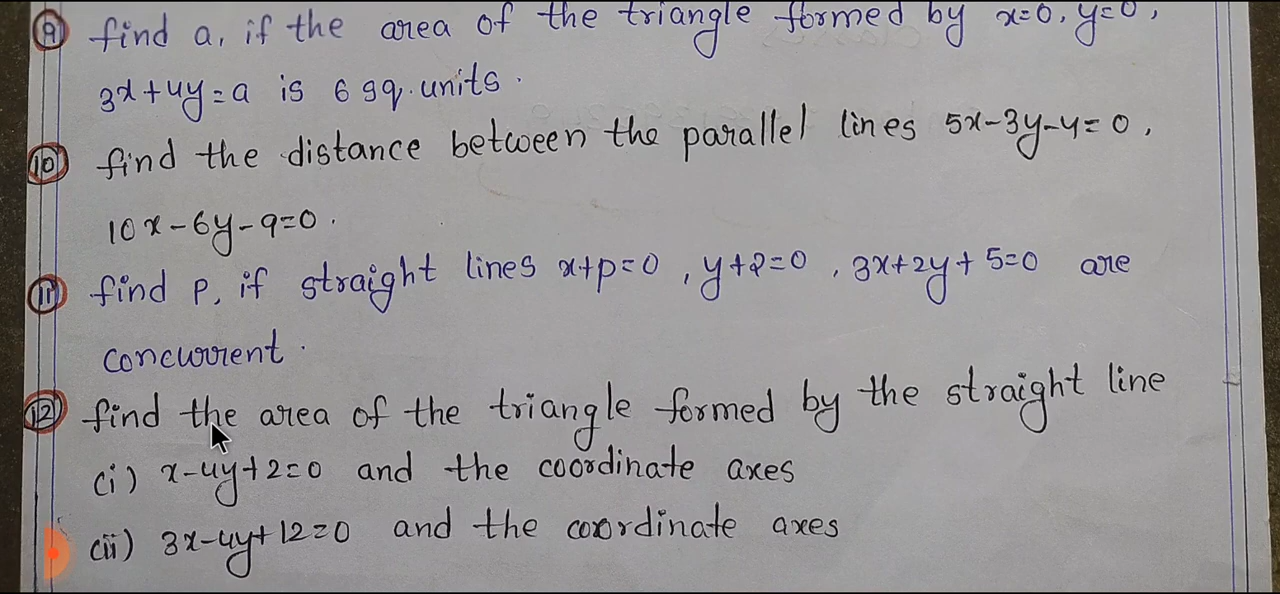 9 find a, if the area of the triangle formed by x=0, y=0,
3x+4y=a is 6 sq. units.
10 find the distance between the parallel lines 5x-3y-4=0,
10x-6y-9=0.
11 find p, if straight lines x+p=0, y+2=0, 3x+2y+5=0 are
concurrent.
12 find the area of the triangle formed by the straight line
(i) x-4y+2=0 and the coordinate axes
(ii) 3x-4y+12=0 and the coordinate axes